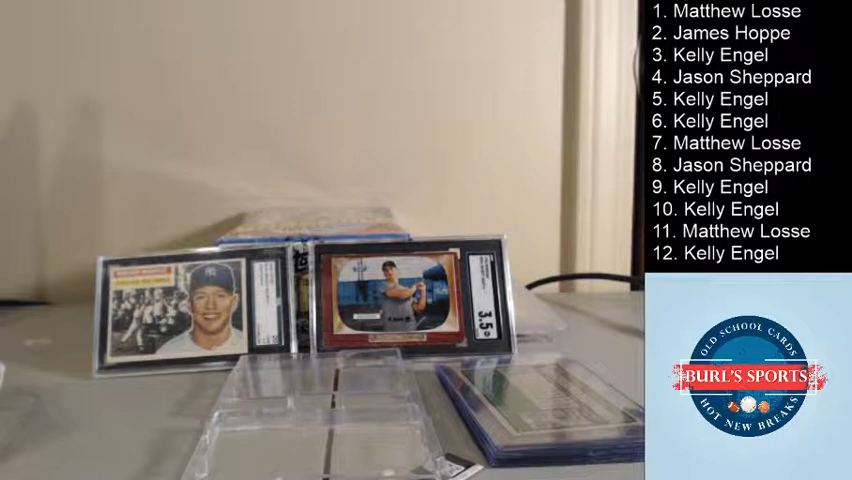 1. Matthew Losse
2. James Hoppe
3. Kelly Engel
4. Jason Sheppard
5. Kelly Engel
6. Kelly Engel
7. Matthew Losse
8. Jason Sheppard
9. Kelly Engel
10. Kelly Engel
11. Matthew Losse
12. Kelly Engel
3.5
OLD SCHOOL CARDS
BURL'S SPORTS
HOT NEW BREAKS